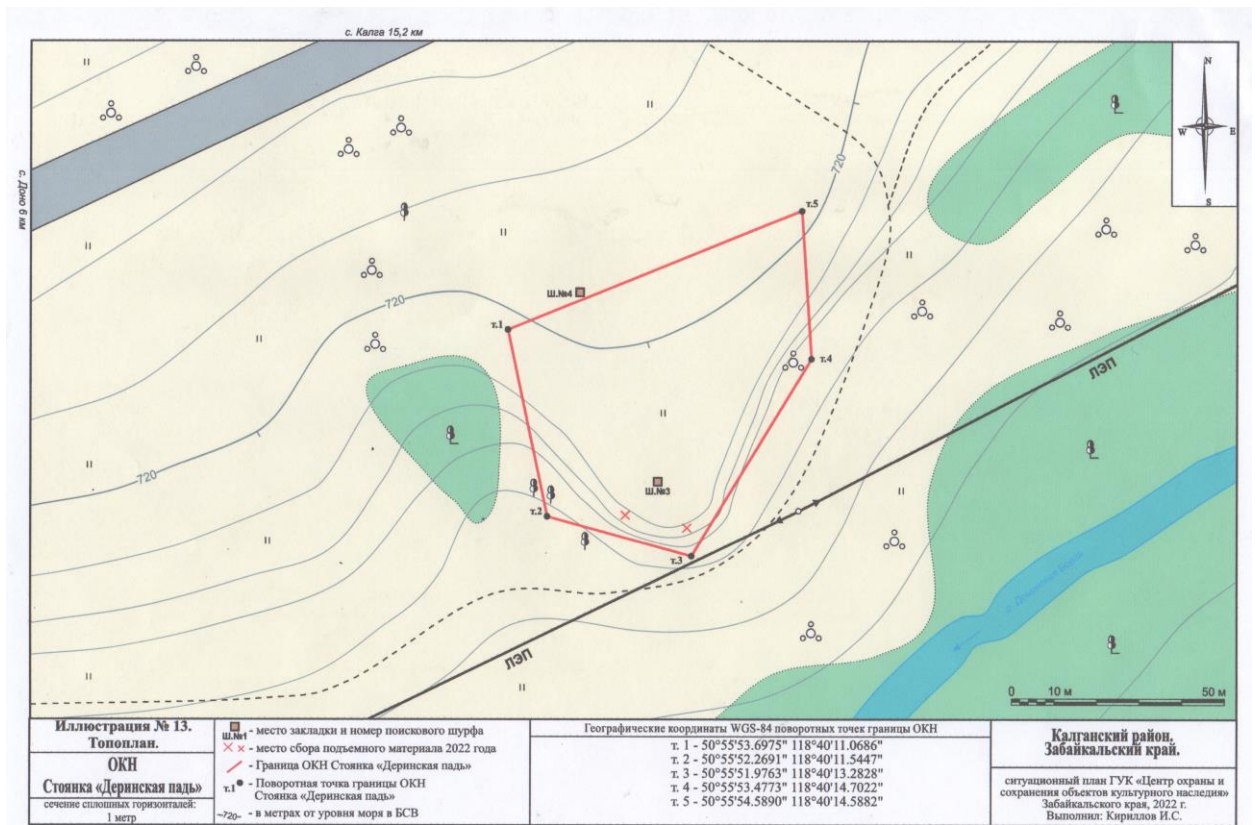 с. Калга 15,2 км
с. Доно 6 км
N
W E
S
720
т.5
Ш.№4
720
т.1
т.4
ЛЭП
720
Ш.№3
т.2
т.3
ЛЭП
0 10 м 50 м
Иллюстрация № 13.
Топоплан.
ОКН
Стоянка «Деринская падь»
сечение сплошных горизонталей:
1 метр
Ш.№1 - место закладки и номер поискового шурфа
- место сбора подъемного материала 2022 года
- Граница ОКН Стоянка «Деринская падь»
т.1 - Поворотная точка границы ОКН
Стоянка «Деринская падь»
-720- - в метрах от уровня моря в БСВ
Географические координаты WGS-84 поворотных точек границы ОКН
т. 1 - 50°55'53.6975" 118°40'11.0686"
т. 2 - 50°55'52.2691" 118°40'11.5447"
т. 3 - 50°55'51.9763" 118°40'13.2828"
т. 4 - 50°55'53.4773" 118°40'14.7022"
т. 5 - 50°55'54.5890" 118°40'14.5882"
Калганский район.
Забайкальский край.
ситуационный план ГУК «Центр охраны и
сохранения объектов культурного наследия»
Забайкальского края, 2022 г.
Выполнил: Кириллов И.С.